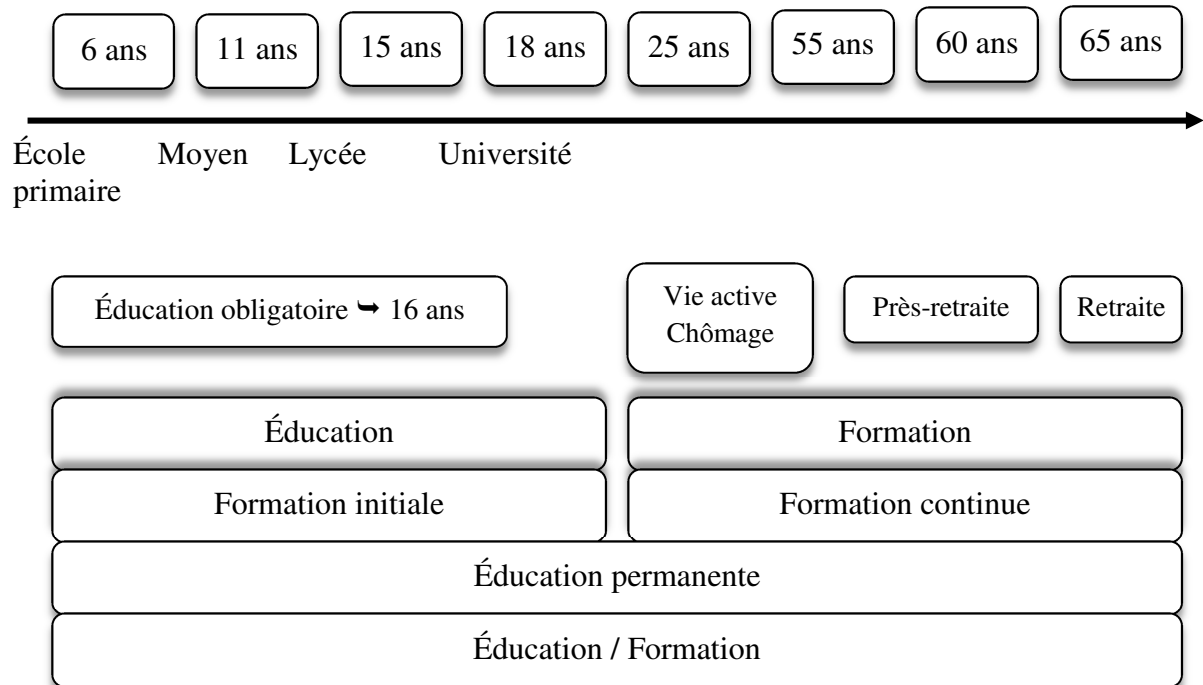 6 ans 11 ans 15 ans 18 ans 25 ans 55 ans 60 ans 65 ans
École Moyen Lycée Université
primaire
Éducation obligatoire ➥ 16 ans
Vie active
Chômage
Près-retraite
Retraite
Éducation Formation
Formation initiale Formation continue
Éducation permanente
Éducation / Formation